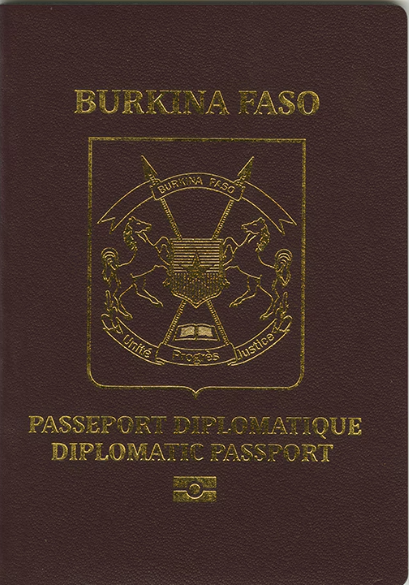 BURKINA FASO
BURKINA FASO
Unité Progrès Justice
PASSEPORT DIPLOMATIQUE
DIPLOMATIC PASSPORT